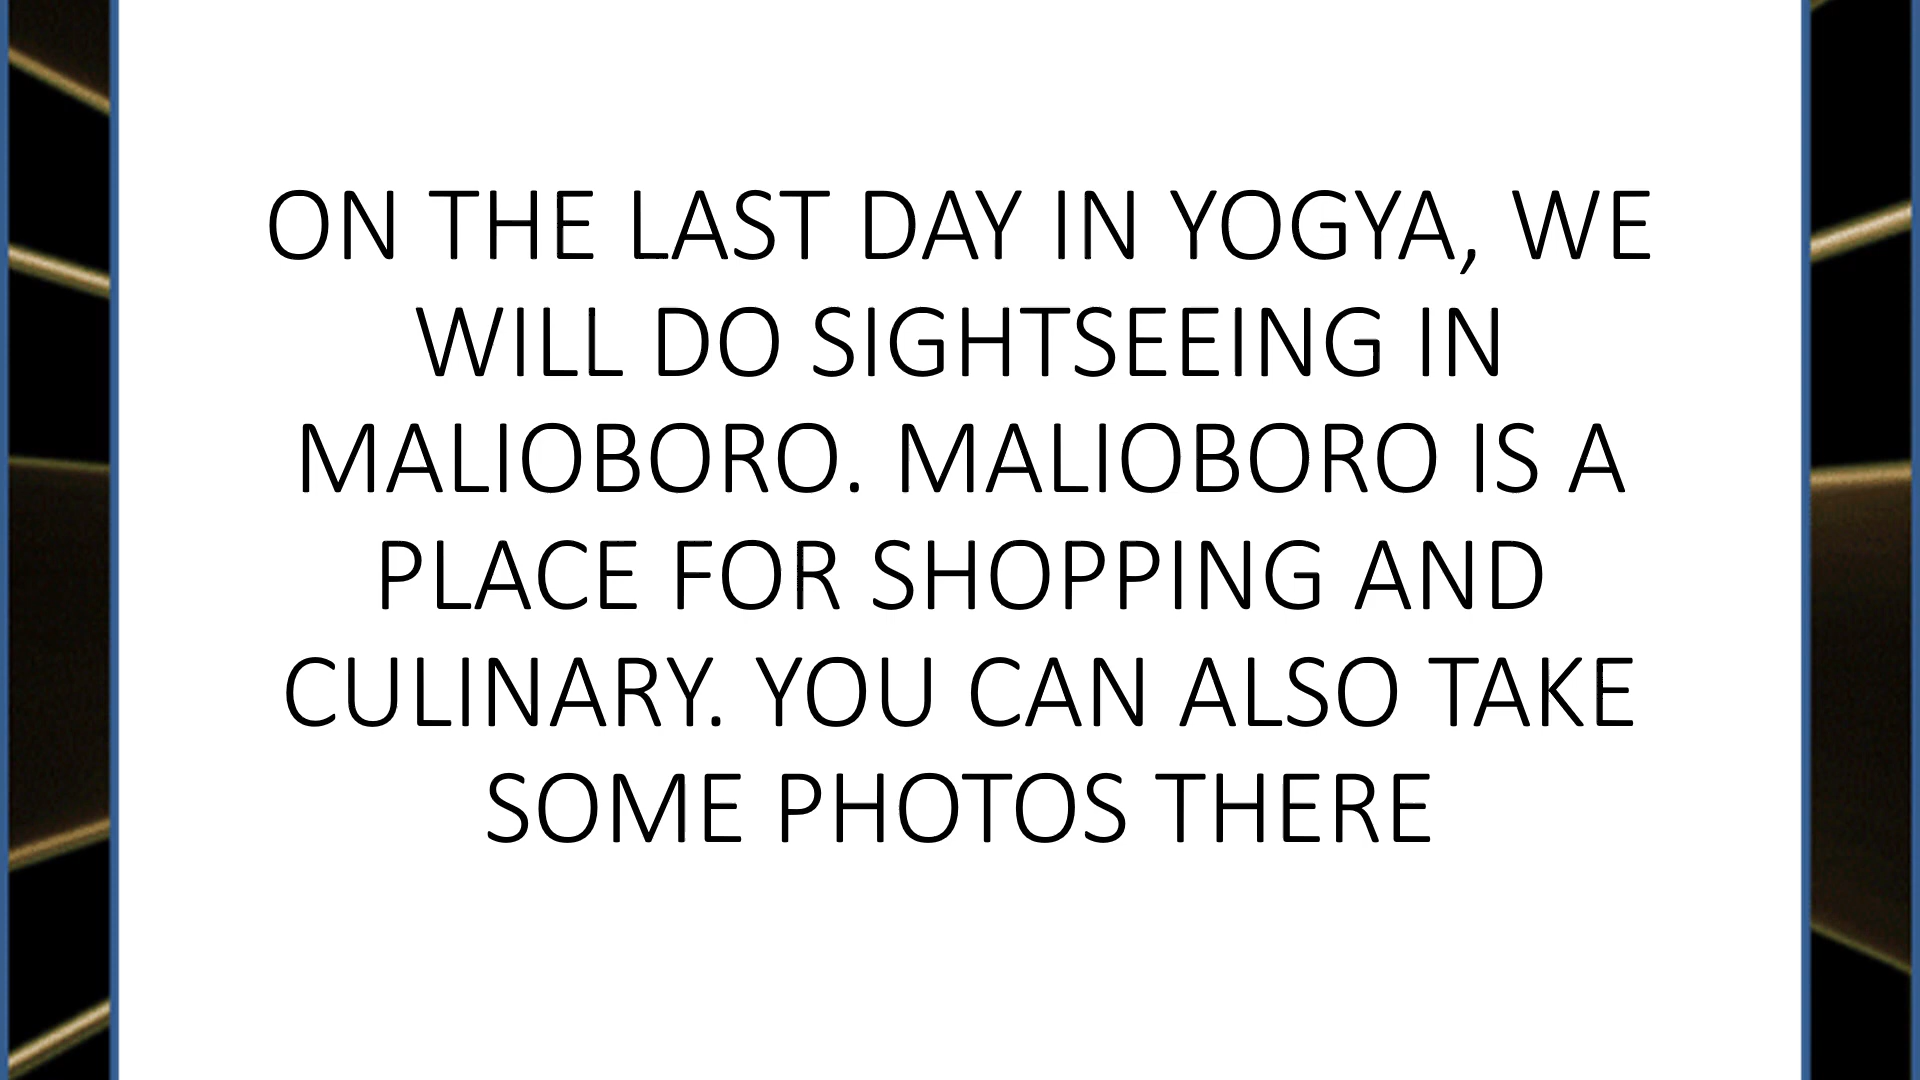 ON THE LAST DAY IN YOGYA, WE
WILL DO SIGHTSEEING IN
MALIOBORO. MALIOBORO IS A
PLACE FOR SHOPPING AND
CULINARY. YOU CAN ALSO TAKE
SOME PHOTOS THERE